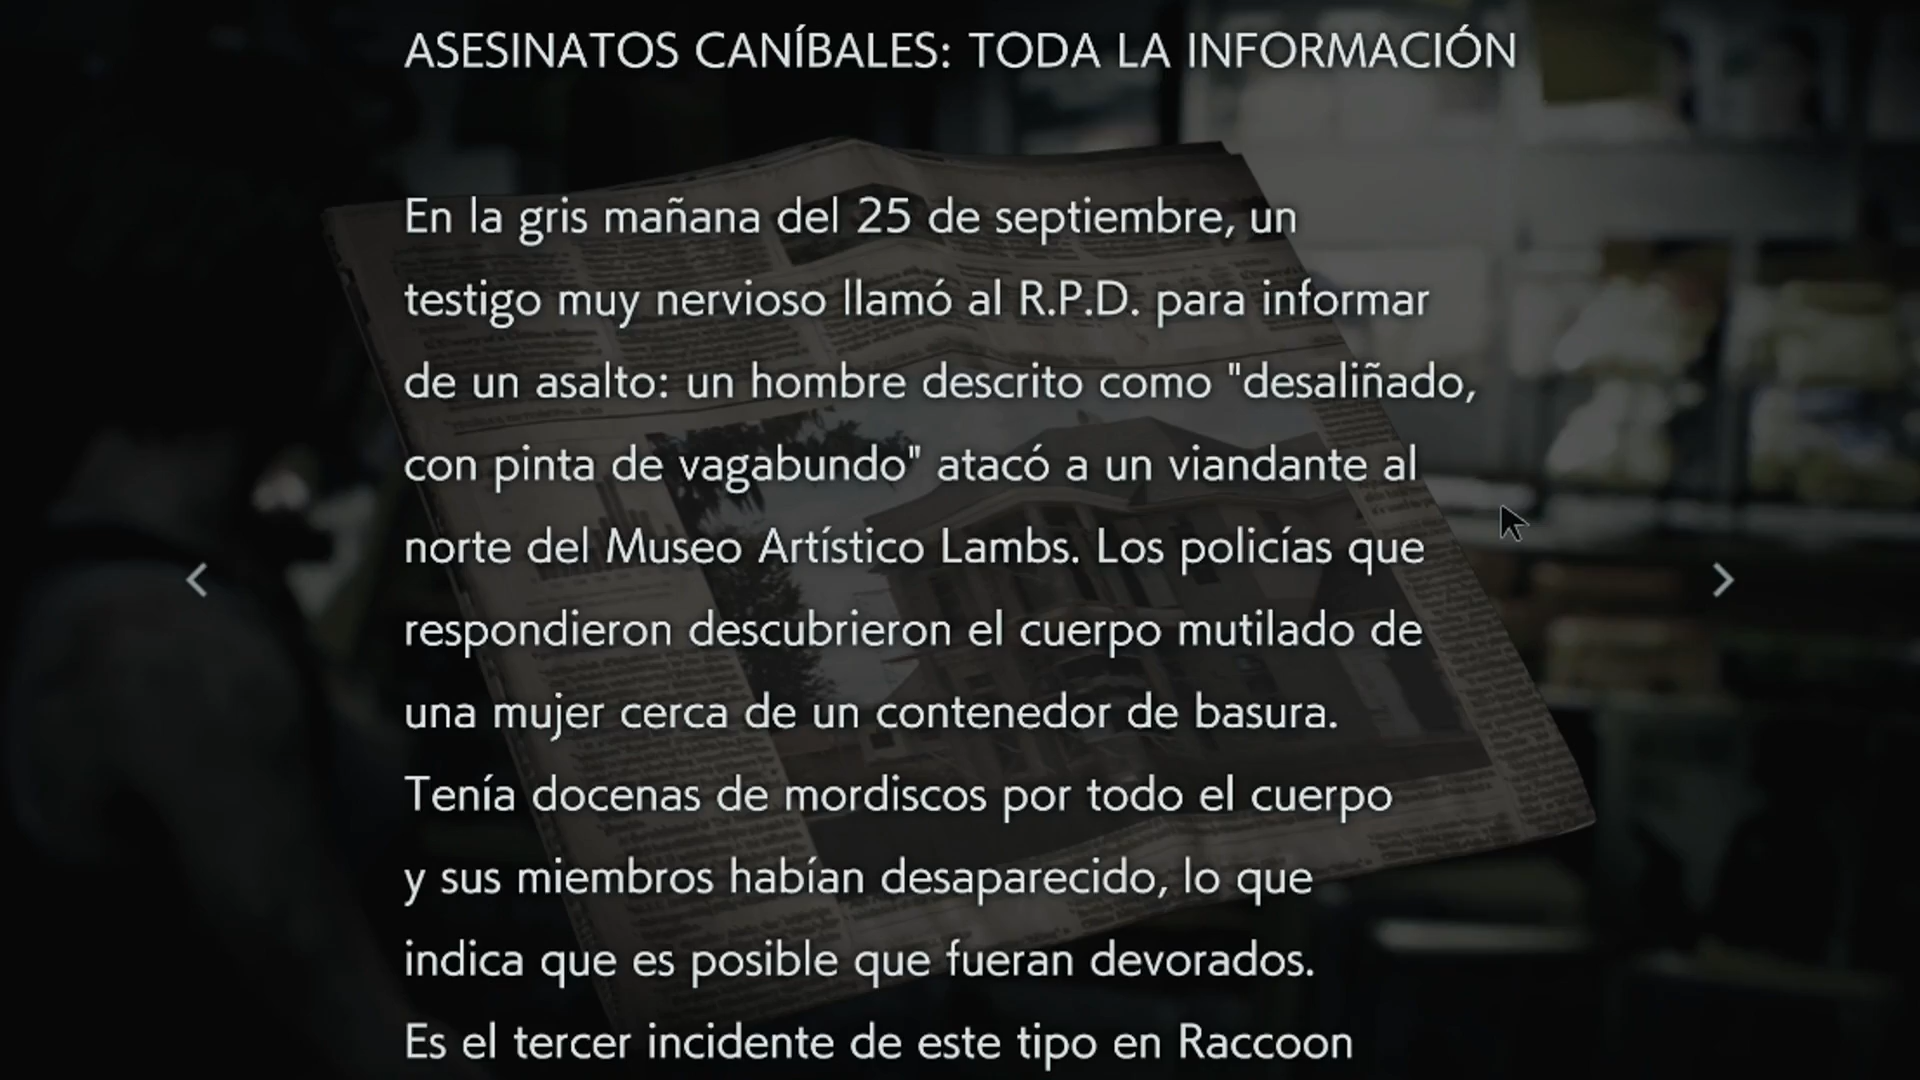 ASESINATOS CANÍBALES: TODA LA INFORMACIÓN
En la gris mañana del 25 de septiembre, un
testigo muy nervioso llamó al R.P.D. para informar
de un asalto: un hombre descrito como "desaliñado,
con pinta de vagabundo" atacó a un viandante al
norte del Museo Artístico Lambs. Los policías que
respondieron descubrieron el cuerpo mutilado de
una mujer cerca de un contenedor de basura.
Tenía docenas de mordiscos por todo el cuerpo
y sus miembros habían desaparecido, lo que
indica que es posible que fueran devorados.
Es el tercer incidente de este tipo en Raccoon